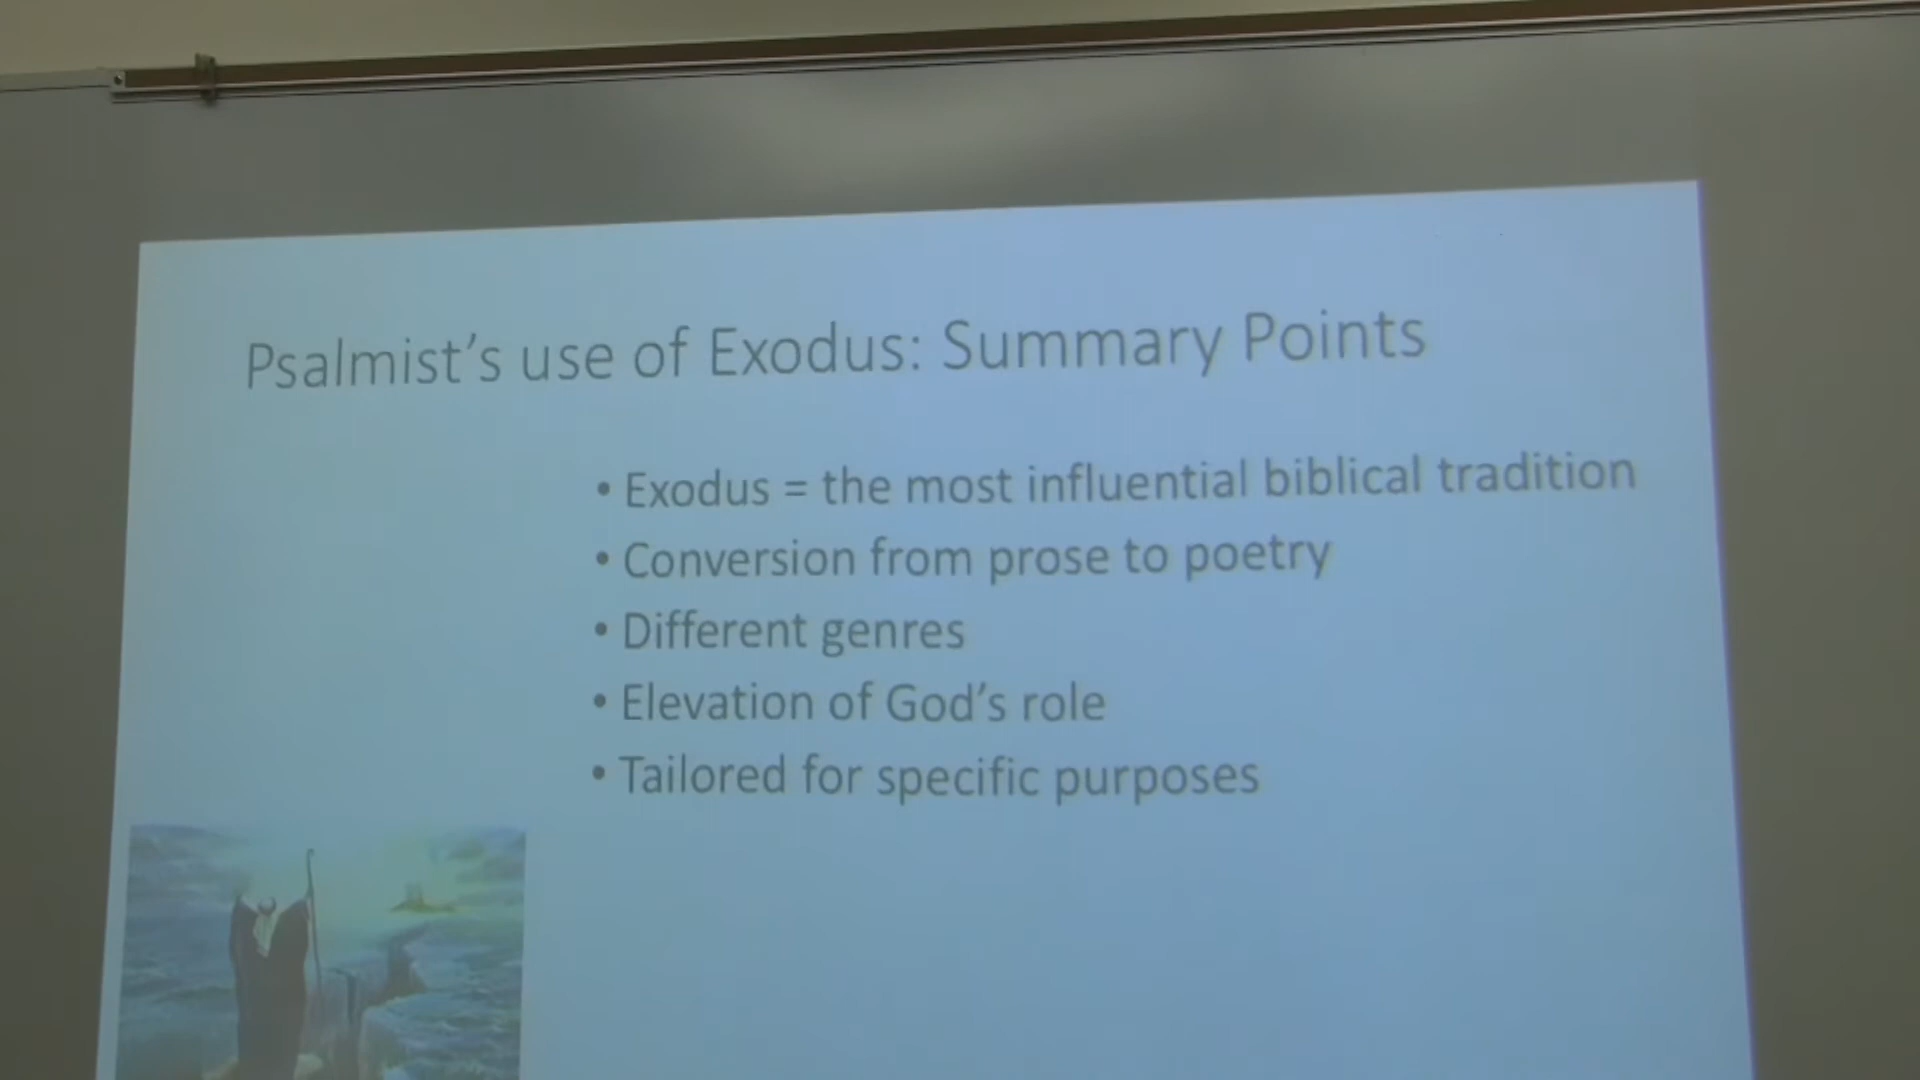 Psalmist's use of Exodus: Summary Points
• Exodus = the most influential biblical tradition
• Conversion from prose to poetry
• Different genres
• Elevation of God's role
• Tailored for specific purposes